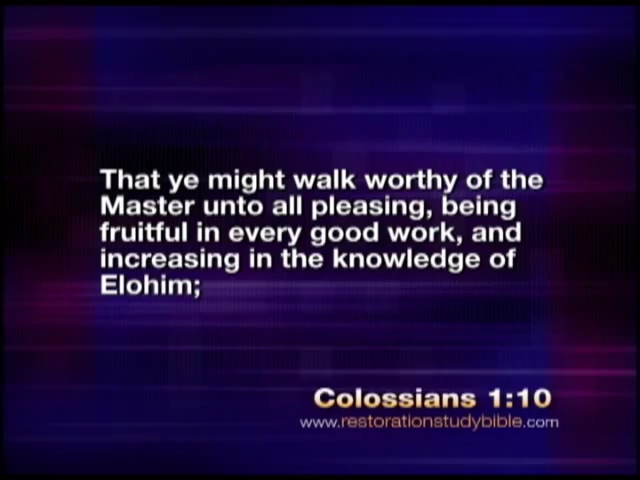 That ye might walk worthy of the
Master unto all pleasing, being
fruitful in every good work, and
increasing in the knowledge of
Elohim;
Colossians 1:10
www.restorationstudybible.com